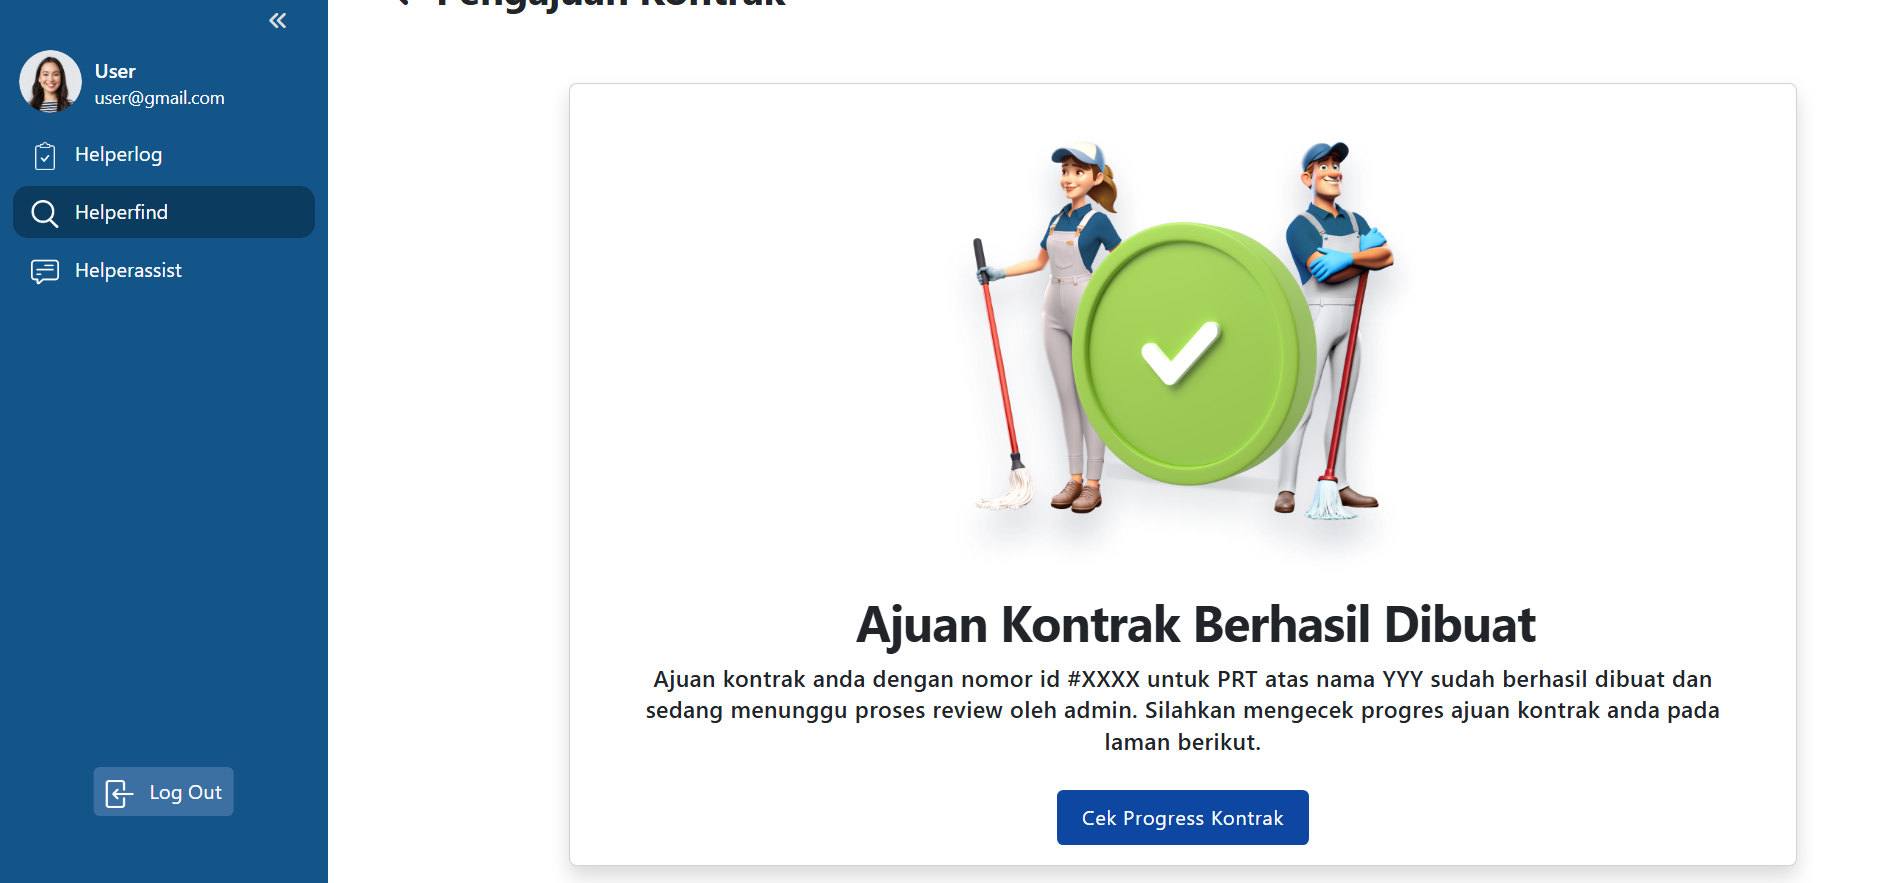 Pengajuan Kontrak
User
user@gmail.com
Helperlog
Helperfind
Helperassist
Log Out
Ajuan Kontrak Berhasil Dibuat
Ajuan kontrak anda dengan nomor id #XXXX untuk PRT atas nama YYY sudah berhasil dibuat dan
sedang menunggu proses review oleh admin. Silahkan mengecek progres ajuan kontrak anda pada
laman berikut.
Cek Progress Kontrak